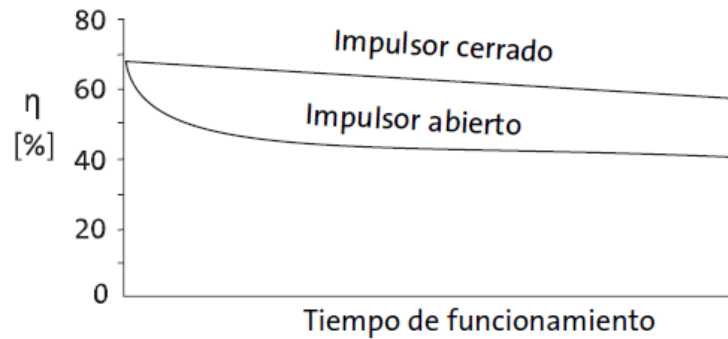 80
Impulsor cerrado
60
η
Impulsor abierto
[%]
40
20
0
Tiempo de funcionamiento